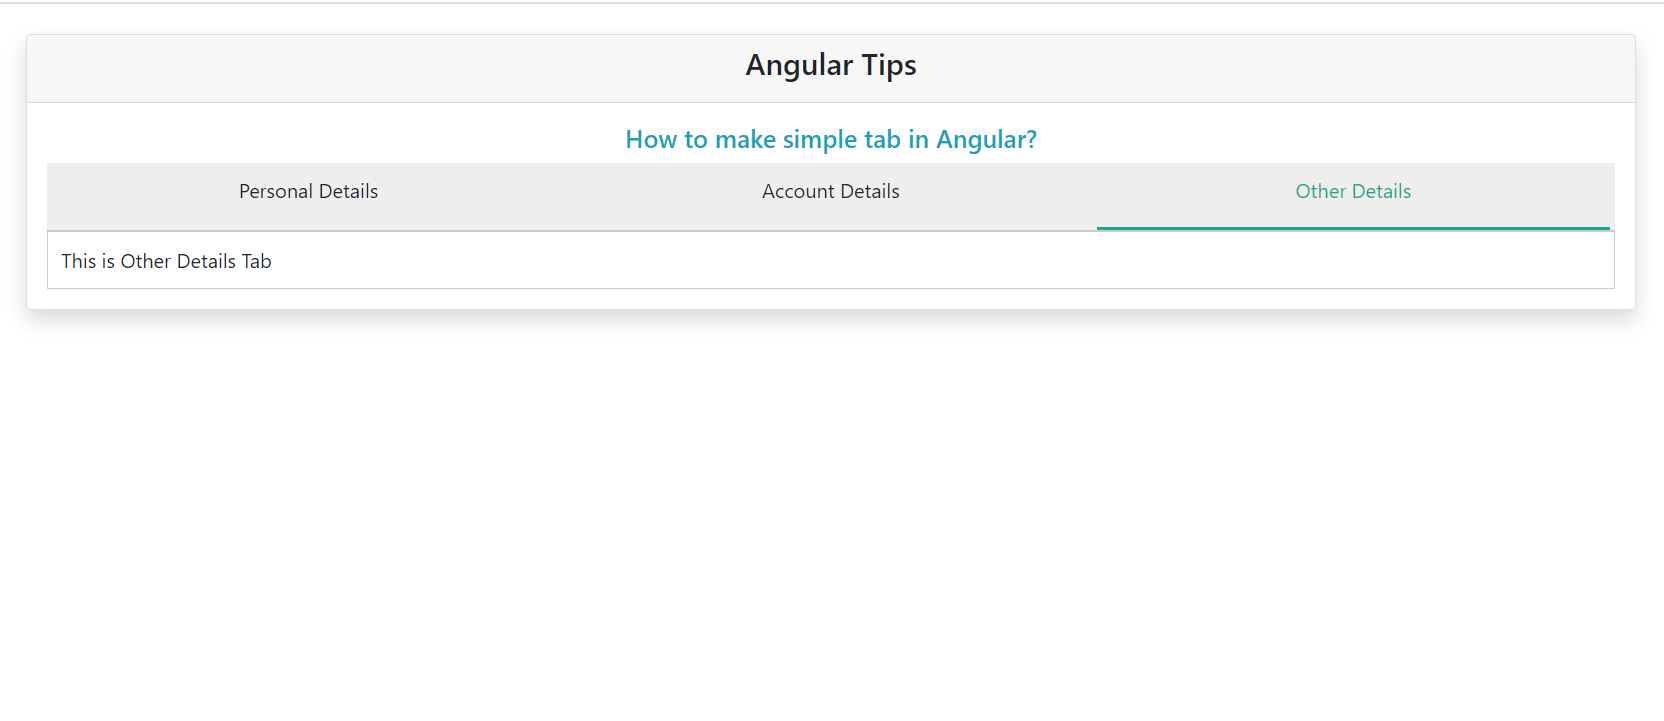 Angular Tips
How to make simple tab in Angular?
Personal Details Account Details Other Details
This is Other Details Tab